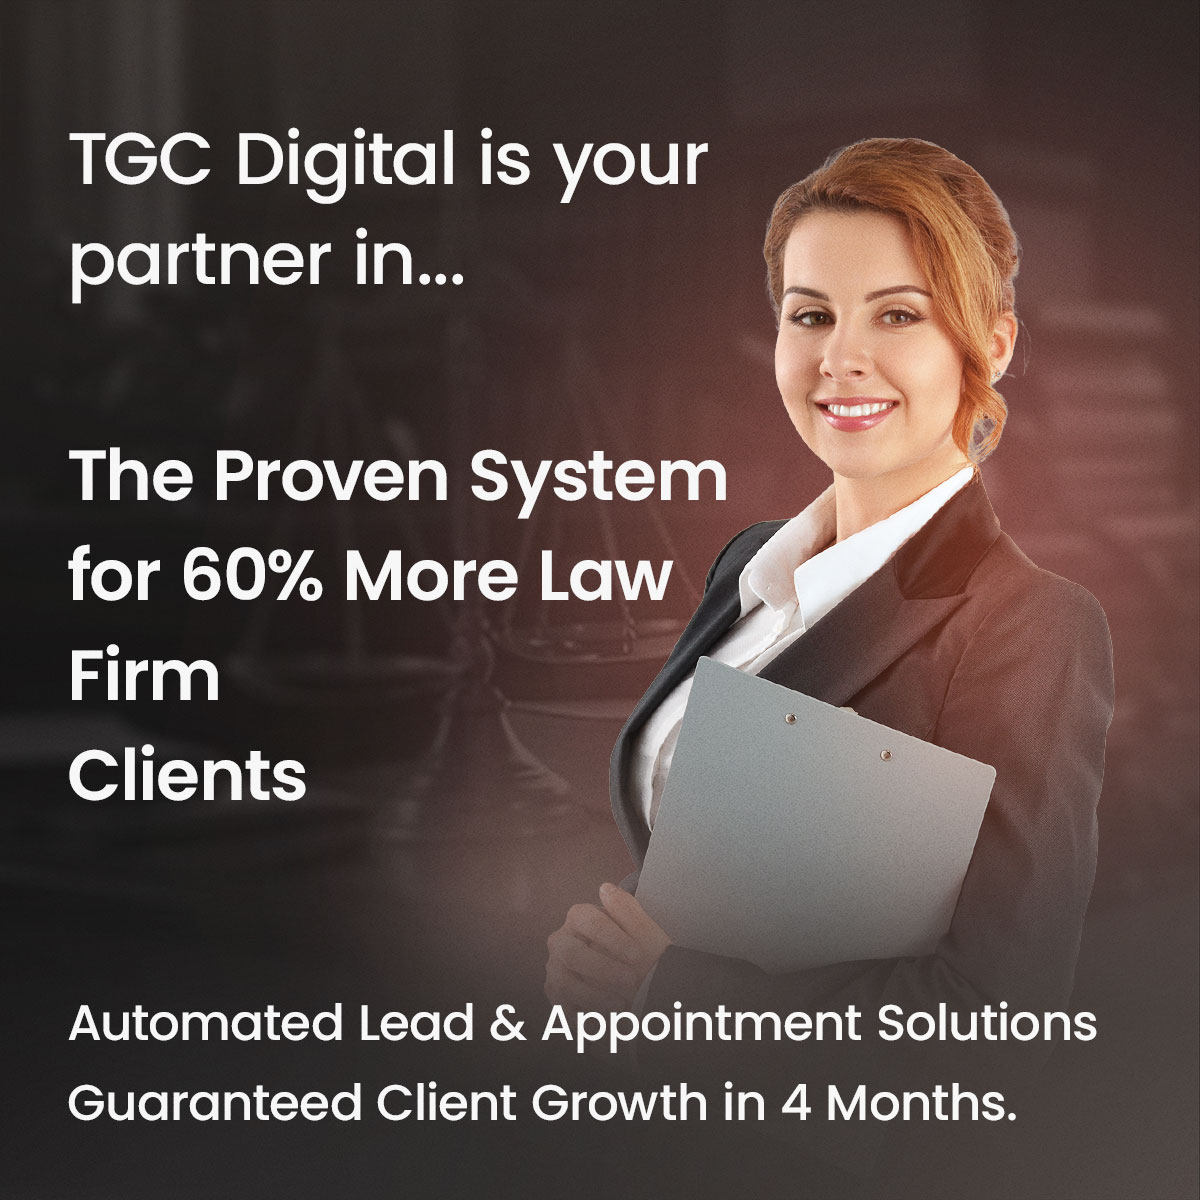 TGC Digital is your
partner in...
The Proven System
for 60% More Law
Firm
Clients
Automated Lead & Appointment Solutions
Guaranteed Client Growth in 4 Months.